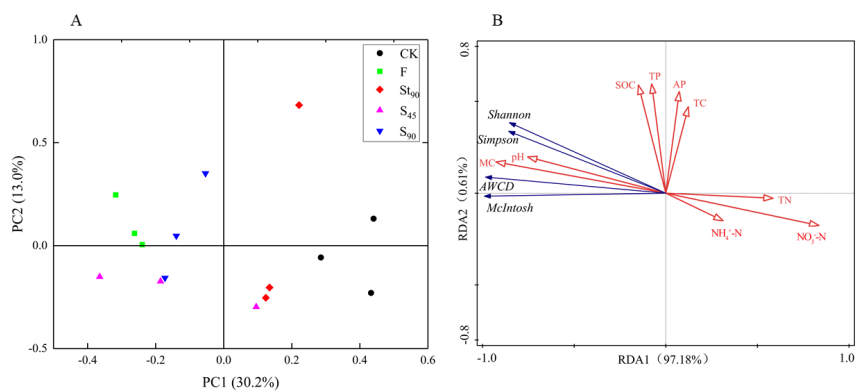 A
1.0
0.5
0.0
-0.5
PC2 (13.0%)
-0.4
-0.2
0.0
0.2
0.4
0.6
PC1 (30.2%)
CK
F
St90
S45
S90
B
0.8
-0.8
RDA2 (0.61%)
-1.0
1.0
RDA1 (97.18%)
SOC
TP
AP
TC
Shannon
Simpson
MC
pH
AWCD
McIntosh
TN
NH4+-N
NO3--N